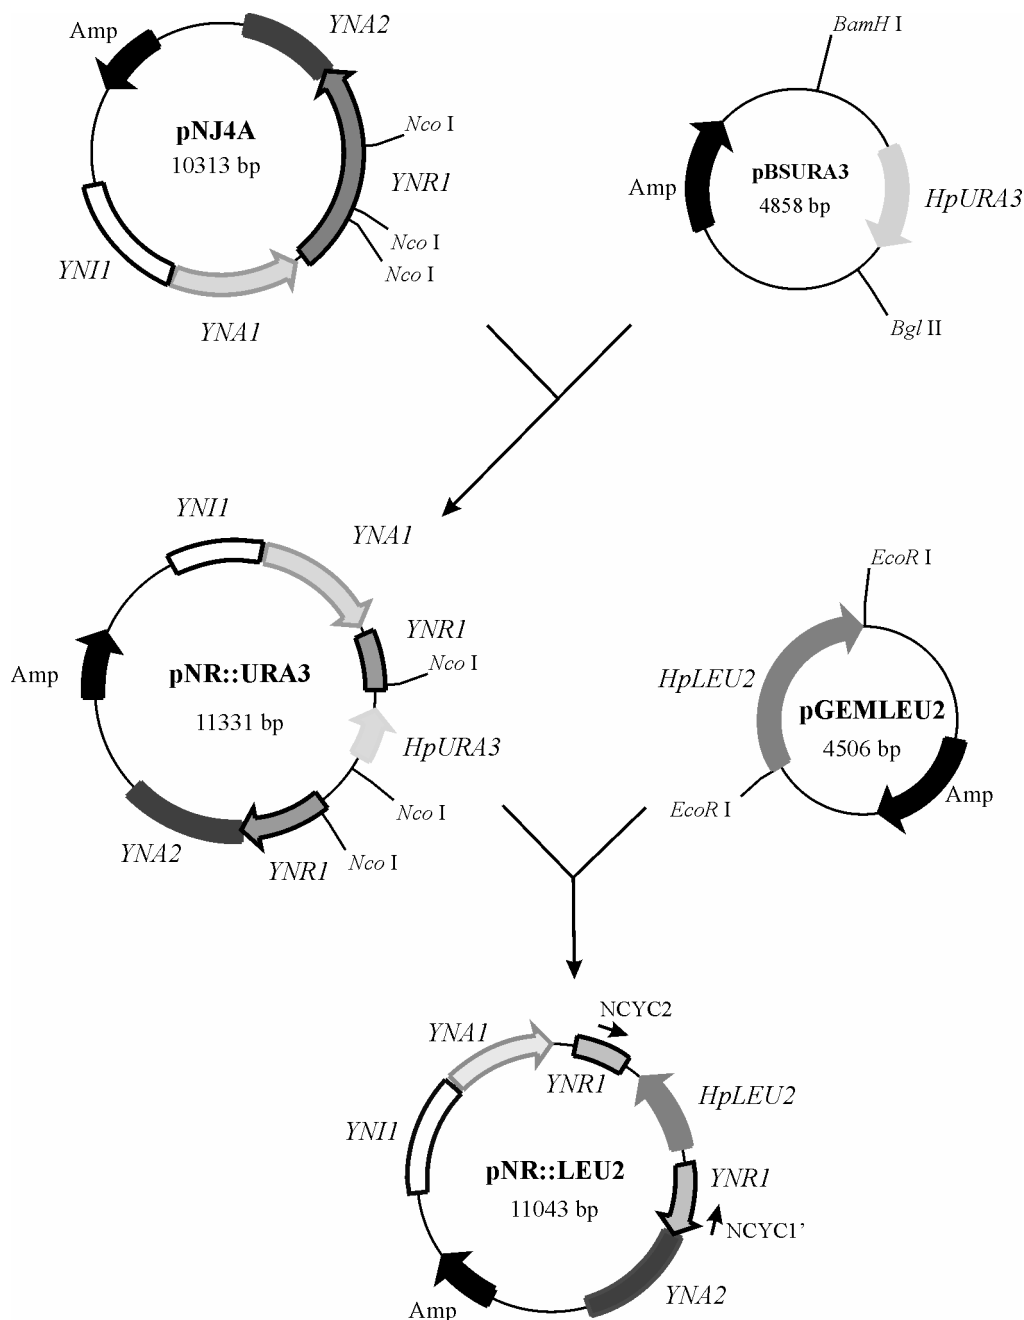 YNA2
Amp
pNJ4A
10313 bp
Nco I
YNR1
Nco I
Nco I
YNI1
YNA1
BamH I
pBSURA3
4858 bp
Amp
HpURA3
Bgl II
YNI1
YNA1
YNR1
Nco I
Amp
pNR::URA3
11331 bp
HpURA3
Nco I
Nco I
YNA2
YNR1
EcoR I
HpLEU2
pGEMLEU2
4506 bp
EcoR I
Amp
NCYC2
YNA1
YNR1
HpLEU2
YNI1
pNR::LEU2
11043 bp
YNR1
NCYC1’
YNA2
Amp